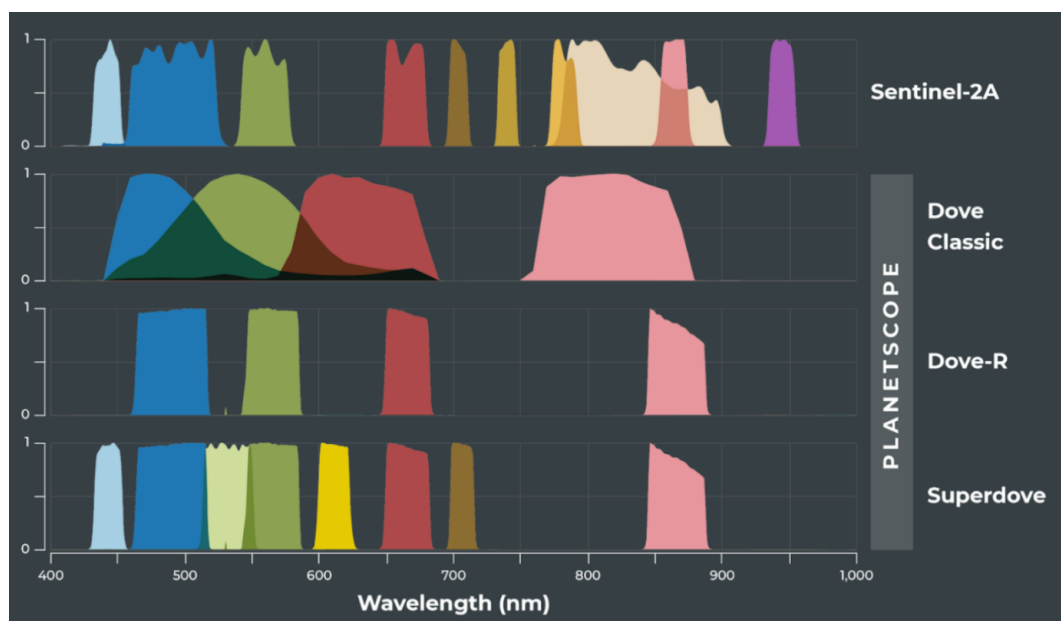 1
0
Sentinel-2A
1
0
Dove
Classic
1
0
Dove-R
1
0
Superdove
PLANETSCOPE
400 500 600 700 800 900 1,000
Wavelength (nm)